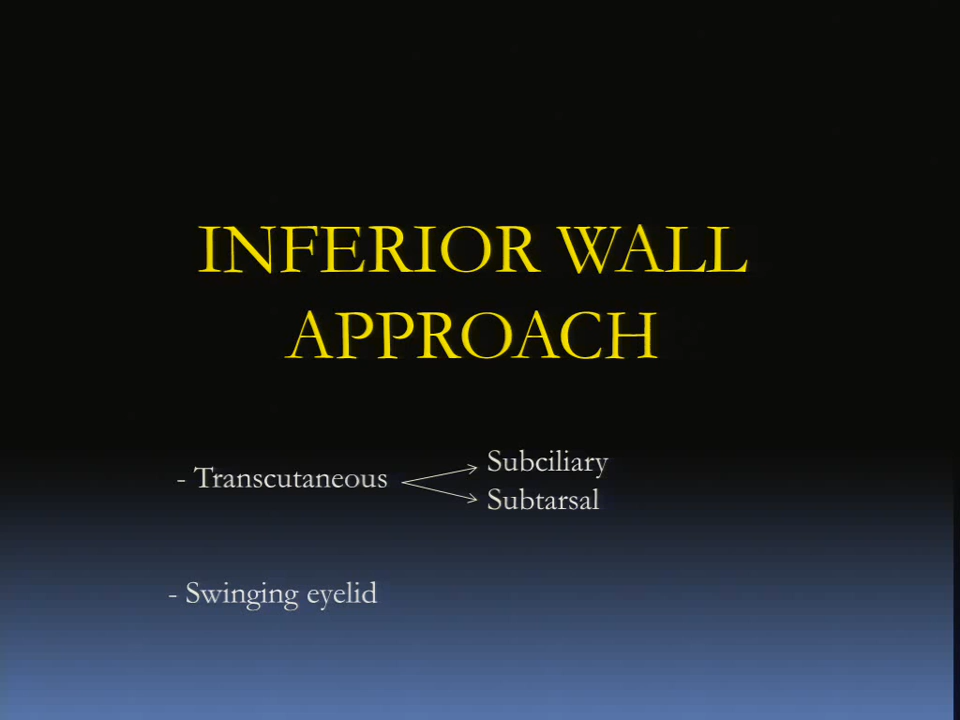 INFERIOR WALL
APPROACH
- Transcutaneous
Subciliary
Subtarsal
- Swinging eyelid